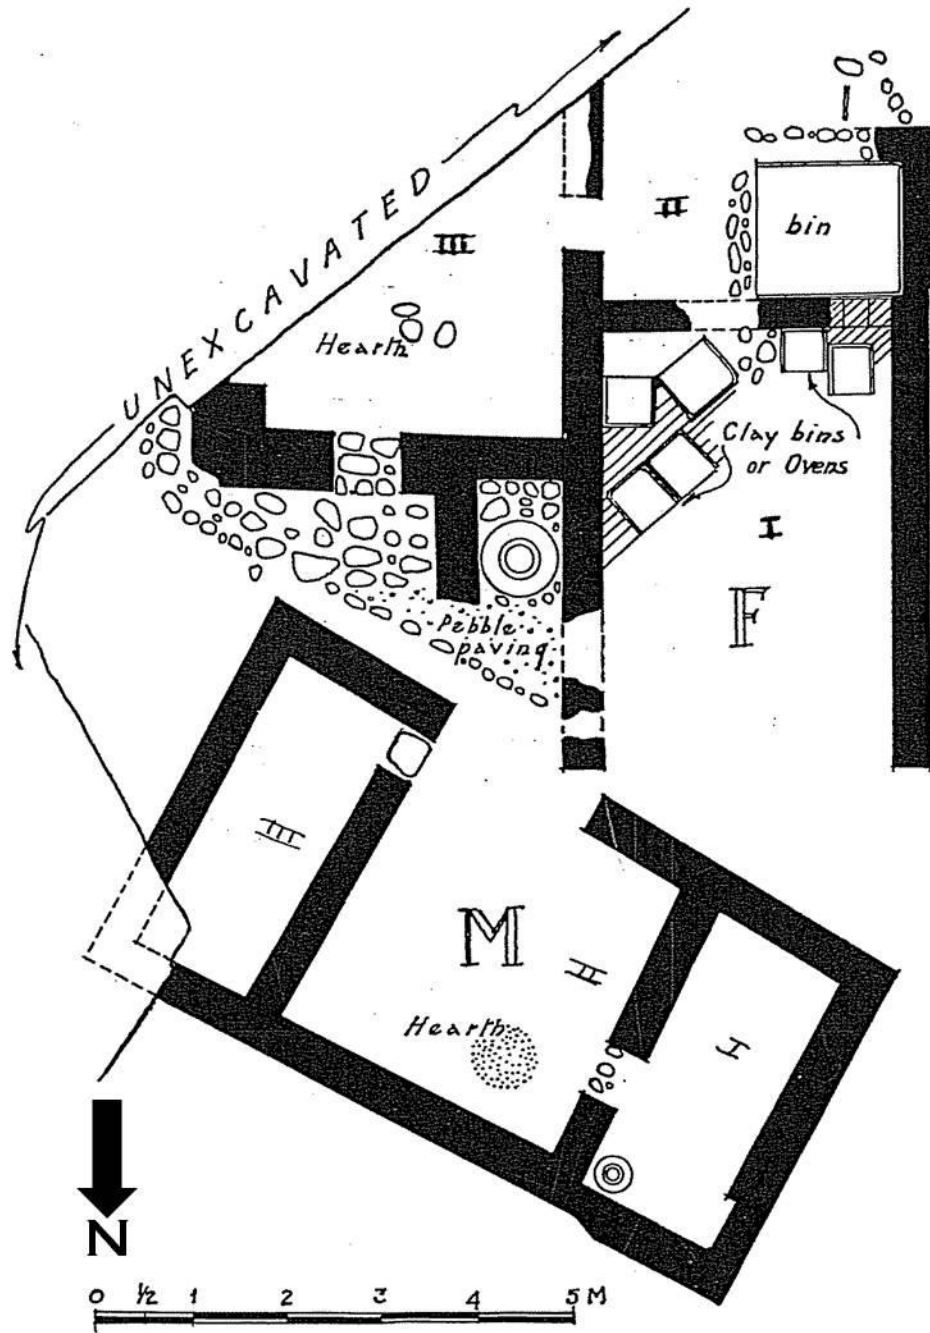 UNEXCAVATED
III
II
bin
Hearth
Clay bins
or Ovens
I
F
Pebble
paving
III
M
II
Hearth
I
N
0 ½ 1 2 3 4 5 M